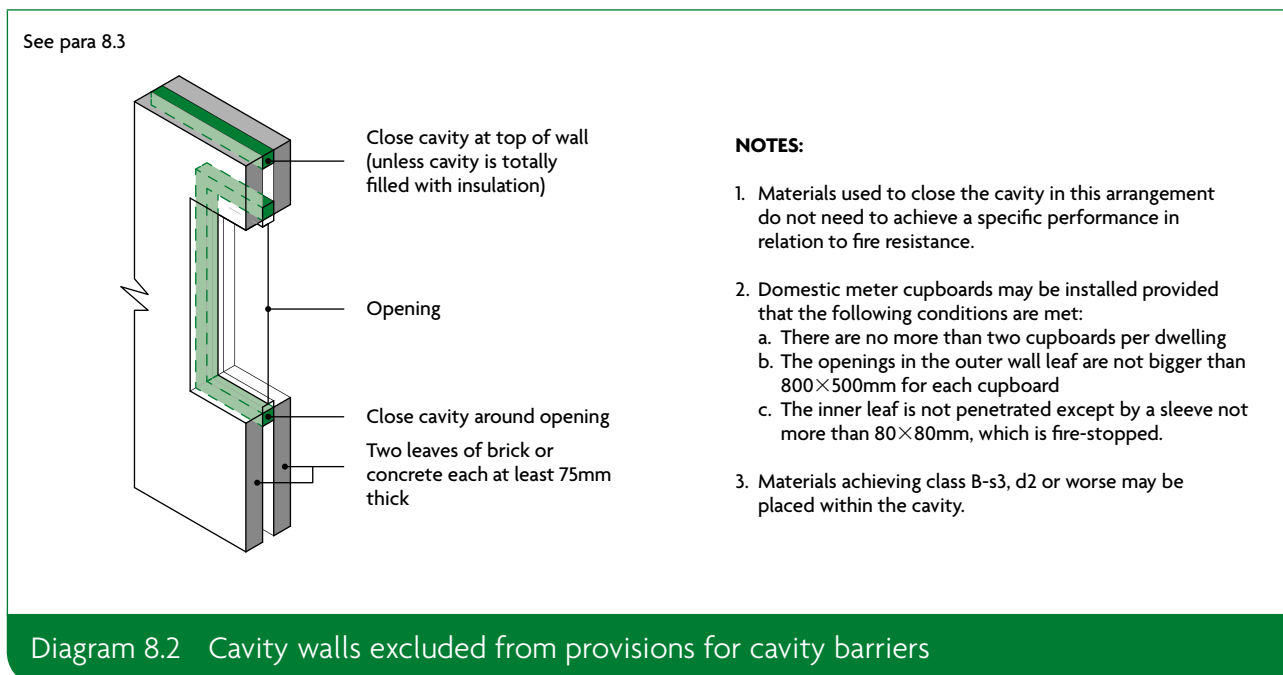 See para 8.3
Close cavity at top of wall
(unless cavity is totally
filled with insulation)
Opening
Close cavity around opening
Two leaves of brick or
concrete each at least 75mm
thick
NOTES:
1. Materials used to close the cavity in this arrangement
do not need to achieve a specific performance in
relation to fire resistance.
2. Domestic meter cupboards may be installed provided
that the following conditions are met:
a. There are no more than two cupboards per dwelling
b. The openings in the outer wall leaf are not bigger than
800×500mm for each cupboard
c. The inner leaf is not penetrated except by a sleeve not
more than 80×80mm, which is fire-stopped.
3. Materials achieving class B-s3, d2 or worse may be
placed within the cavity.
Diagram 8.2 Cavity walls excluded from provisions for cavity barriers